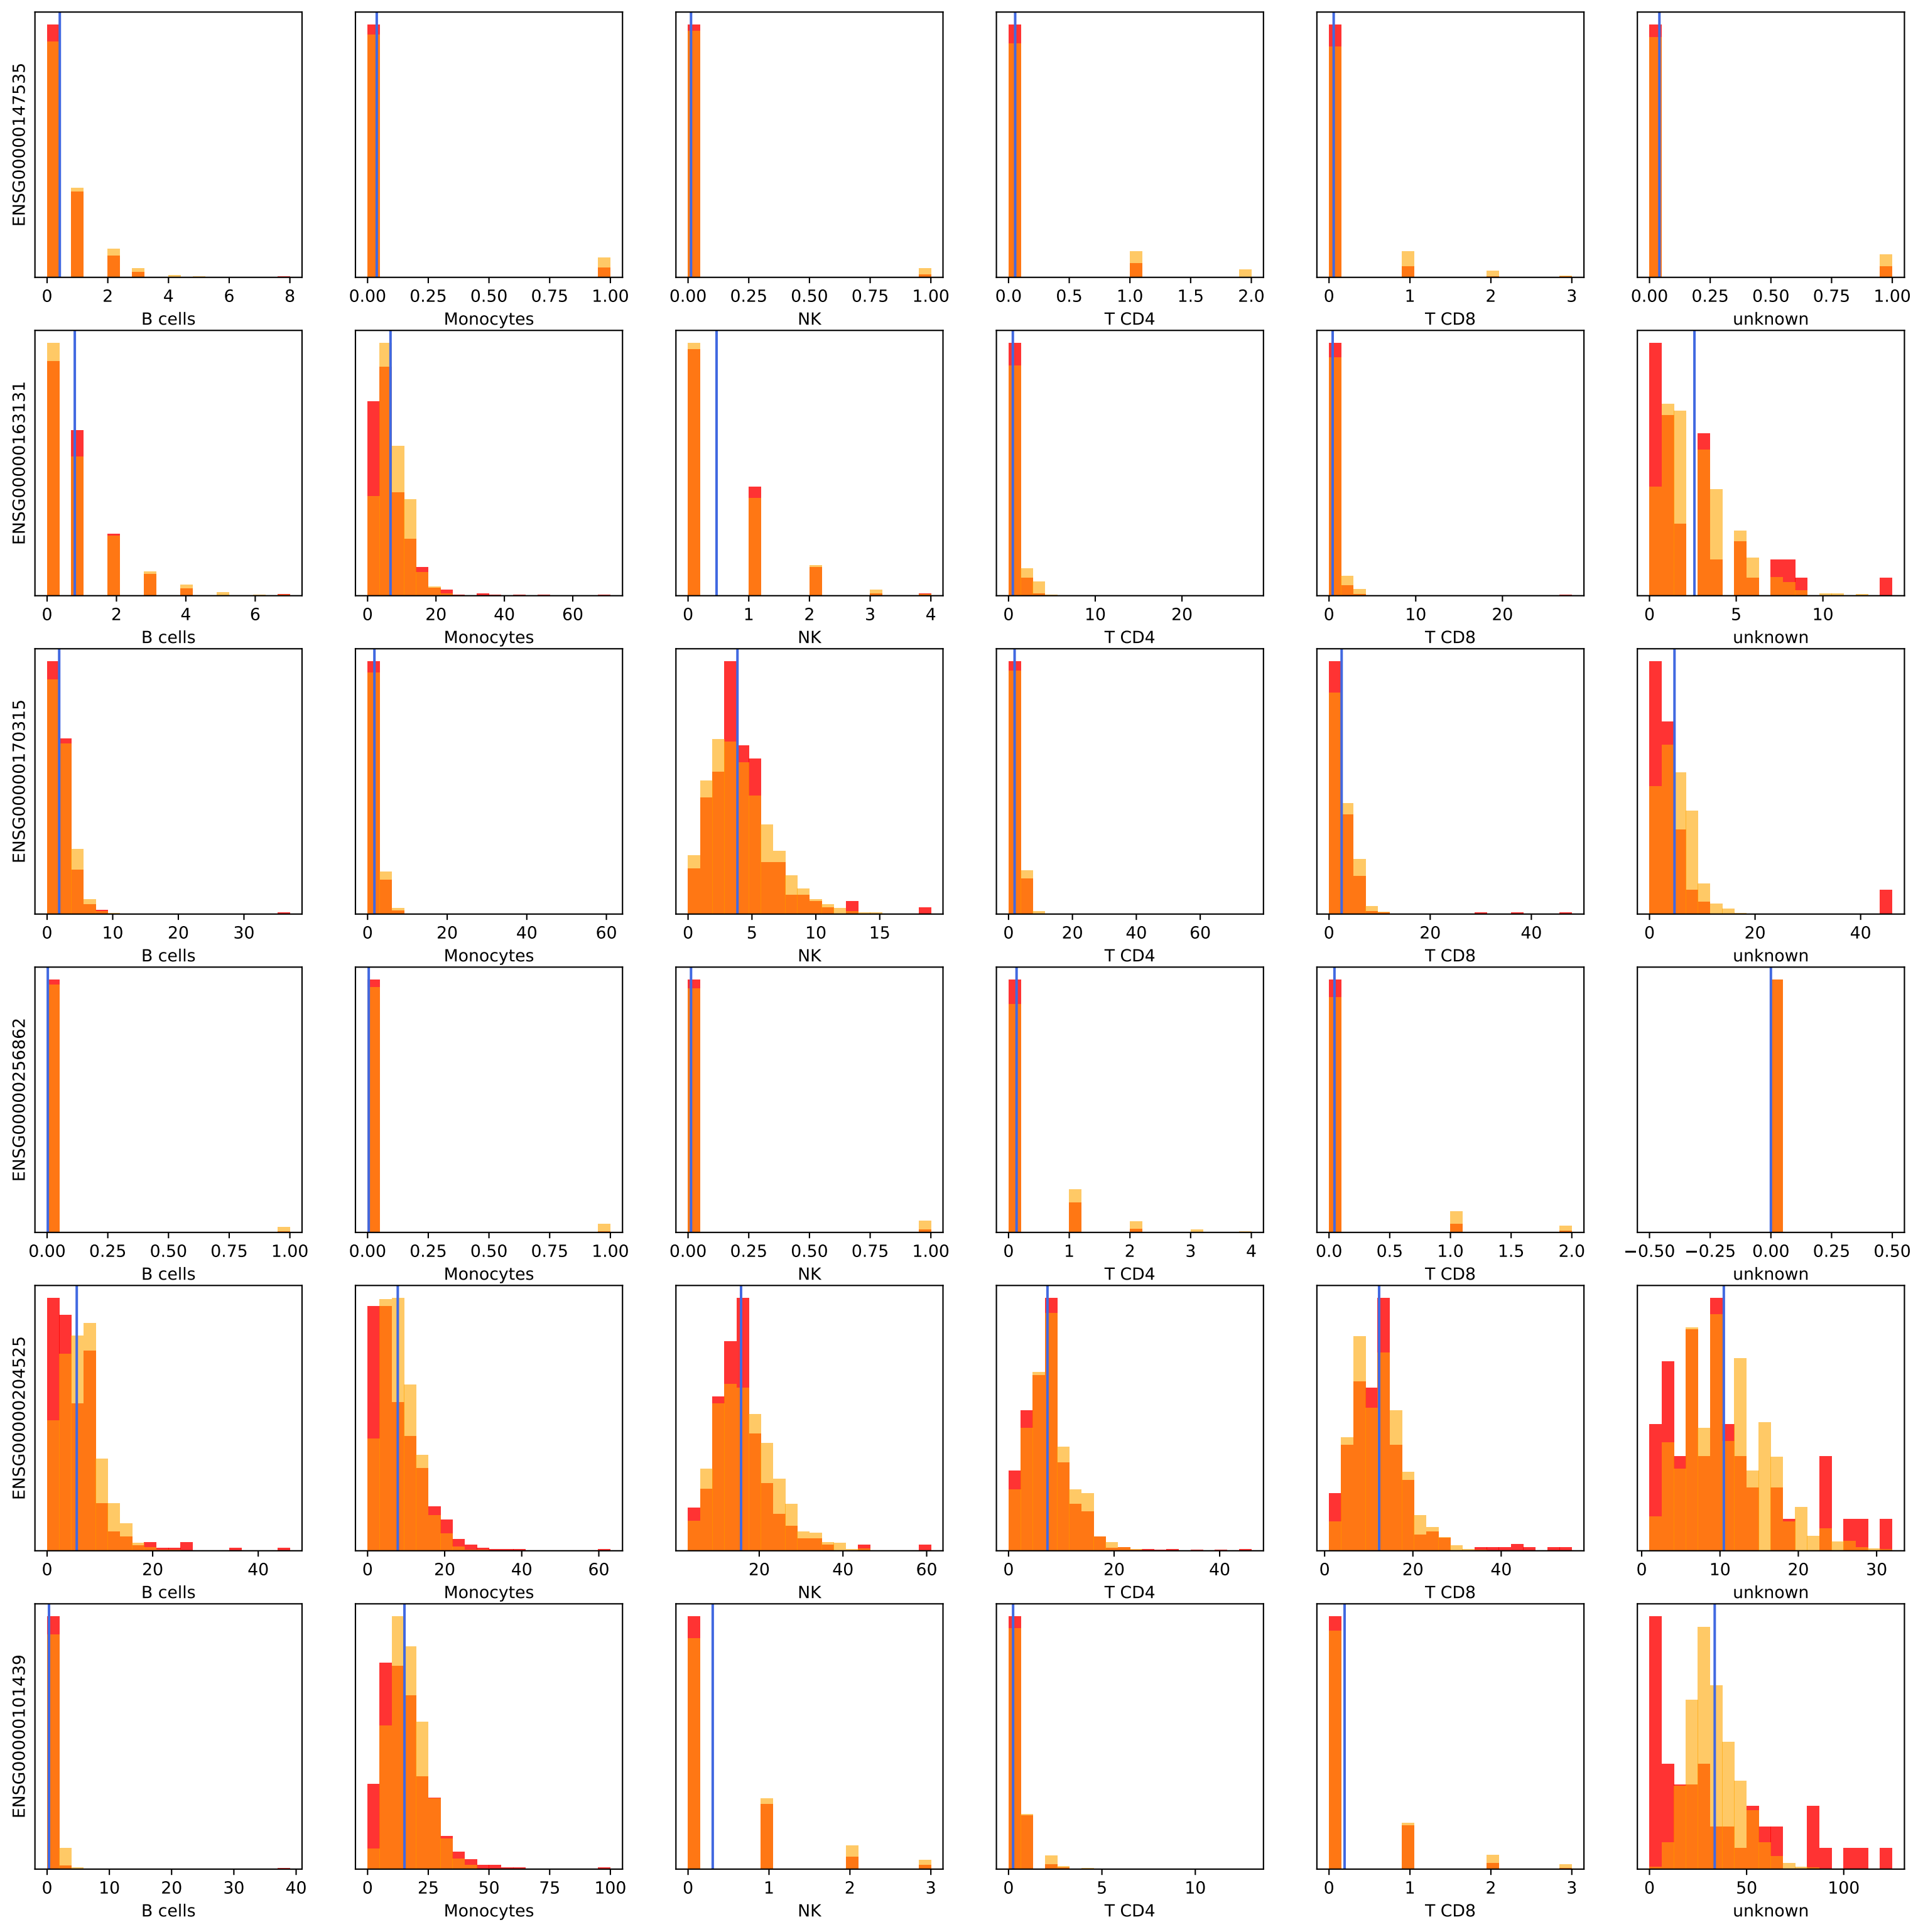 ENSG00000147535
0 2 4 6 8
B cells
0.00 0.25 0.50 0.75 1.00
Monocytes
0.00 0.25 0.50 0.75 1.00
NK
0.0 0.5 1.0 1.5 2.0
T CD4
0 1 2 3
T CD8
0.00 0.25 0.50 0.75 1.00
unknown
ENSG00000163131
0 2 4 6
B cells
0 20 40 60
Monocytes
0 1 2 3 4
NK
0 10 20
T CD4
0 10 20
T CD8
0 5 10
unknown
ENSG00000170315
0 10 20 30
B cells
0 20 40 60
Monocytes
0 5 10 15
NK
0 20 40 60
T CD4
0 20 40
T CD8
0 20 40
unknown
ENSG00000256862
0.00 0.25 0.50 0.75 1.00
B cells
0.00 0.25 0.50 0.75 1.00
Monocytes
0.00 0.25 0.50 0.75 1.00
NK
0 1 2 3 4
T CD4
0.0 0.5 1.0 1.5 2.0
T CD8
−0.50 −0.25 0.00 0.25 0.50
unknown
ENSG00000204525
0 20 40
B cells
0 20 40 60
Monocytes
20 40 60
NK
0 20 40
T CD4
0 20 40
T CD8
0 10 20 30
unknown
ENSG00000101439
0 10 20 30 40
B cells
0 25 50 75 100
Monocytes
0 1 2 3
NK
0 5 10
T CD4
0 1 2 3
T CD8
0 50 100
unknown